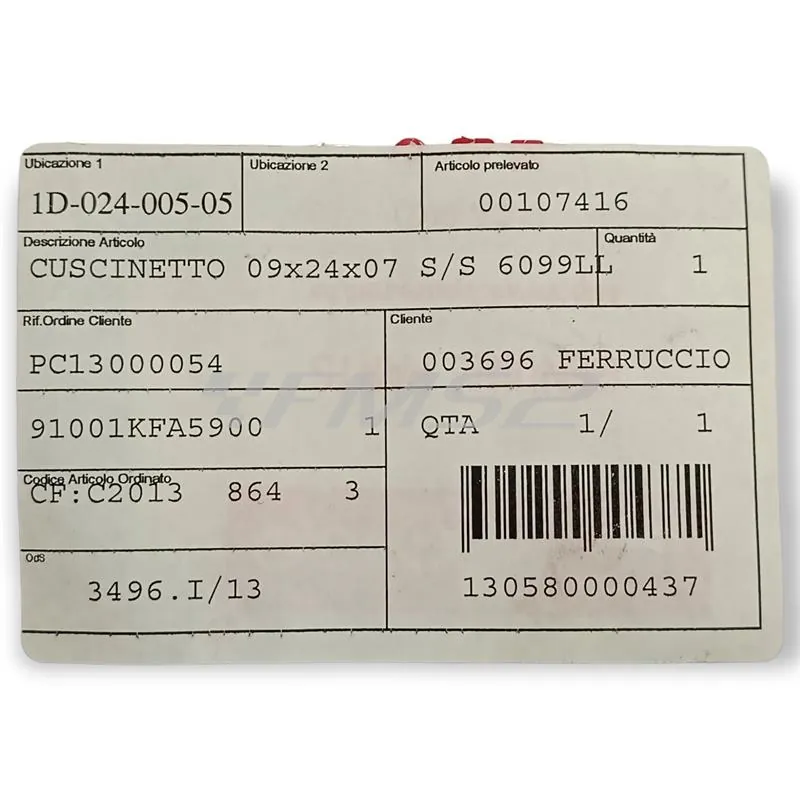 Ubicazione 1
Ubicazione 2
Articolo prelevato
1D-024-005-05
00107416
Descrizione Articolo
Quantità
CUSCINETTO 09x24x07 S/S 6099LL
1
Rif.Ordine Cliente
Cliente
PC13000054
003696 FERRUCCIO
91001KFA5900 1
QTA 1/ 1
Codice Articolo Ordinato
CF:C2013 864 3
OdS
3496.I/13
130580000437